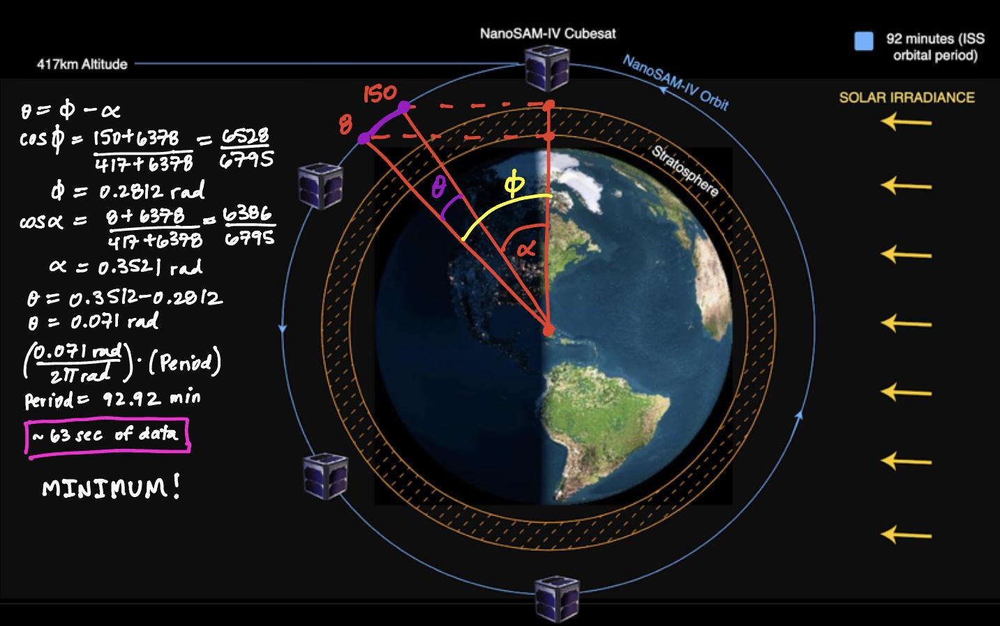 NanoSAM-IV Cubesat
92 minutes (ISS
orbital period)
417km Altitude
NanoSAM-IV Orbit
SOLAR IRRADIANCE
150
8
Stratosphere
θ
ϕ
α
θ = ϕ - α
cosϕ = 150+6378 / 417+6378 = 6528 / 6795
ϕ = 0.2812 rad
cosα = 8+6378 / 417+6378 = 6386 / 6795
α = 0.3521 rad
θ = 0.3512-0.2812
θ = 0.071 rad
(0.071 rad / 2π rad) · (Period)
Period = 92.92 min
~ 63 sec of data
MINIMUM!